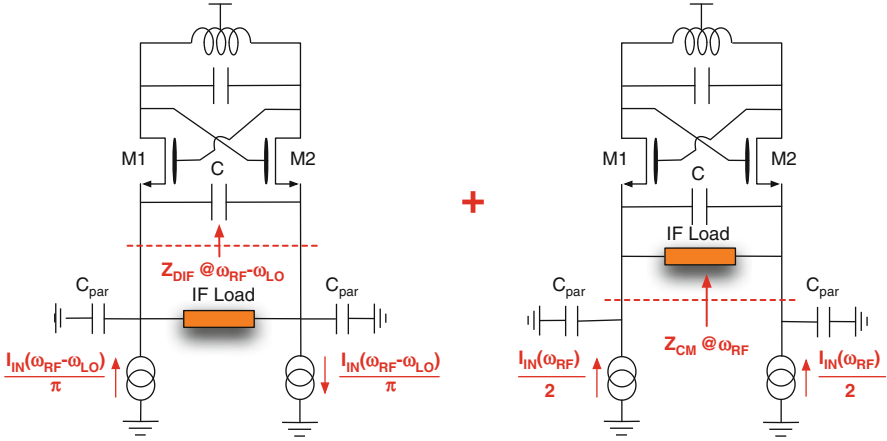 M1
M2
C
Z_DIF @ω_RF-ω_LO
IF Load
C_par
C_par
I_IN(ω_RF-ω_LO)
π
I_IN(ω_RF-ω_LO)
π
+
M1
M2
C
IF Load
C_par
C_par
Z_CM @ω_RF
I_IN(ω_RF)
2
I_IN(ω_RF)
2